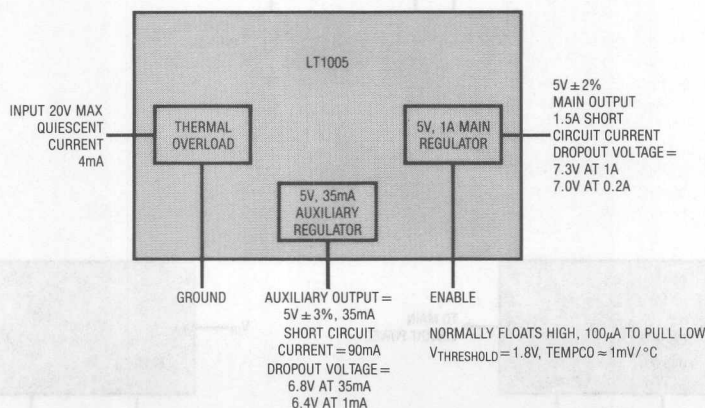 LT1005
INPUT 20V MAX
QUIESCENT
CURRENT
4mA
THERMAL
OVERLOAD
5V, 1A MAIN
REGULATOR
5V ± 2%
MAIN OUTPUT
1.5A SHORT
CIRCUIT CURRENT
DROPOUT VOLTAGE =
7.3V AT 1A
7.0V AT 0.2A
5V, 35mA
AUXILIARY
REGULATOR
GROUND
AUXILIARY OUTPUT =
5V ± 3%, 35mA
SHORT CIRCUIT
CURRENT = 90mA
DROPOUT VOLTAGE =
6.8V AT 35mA
6.4V AT 1mA
ENABLE
NORMALLY FLOATS HIGH, 100µA TO PULL LOW
VTHRESHOLD = 1.8V, TEMPCO ≈ 1mV/°C